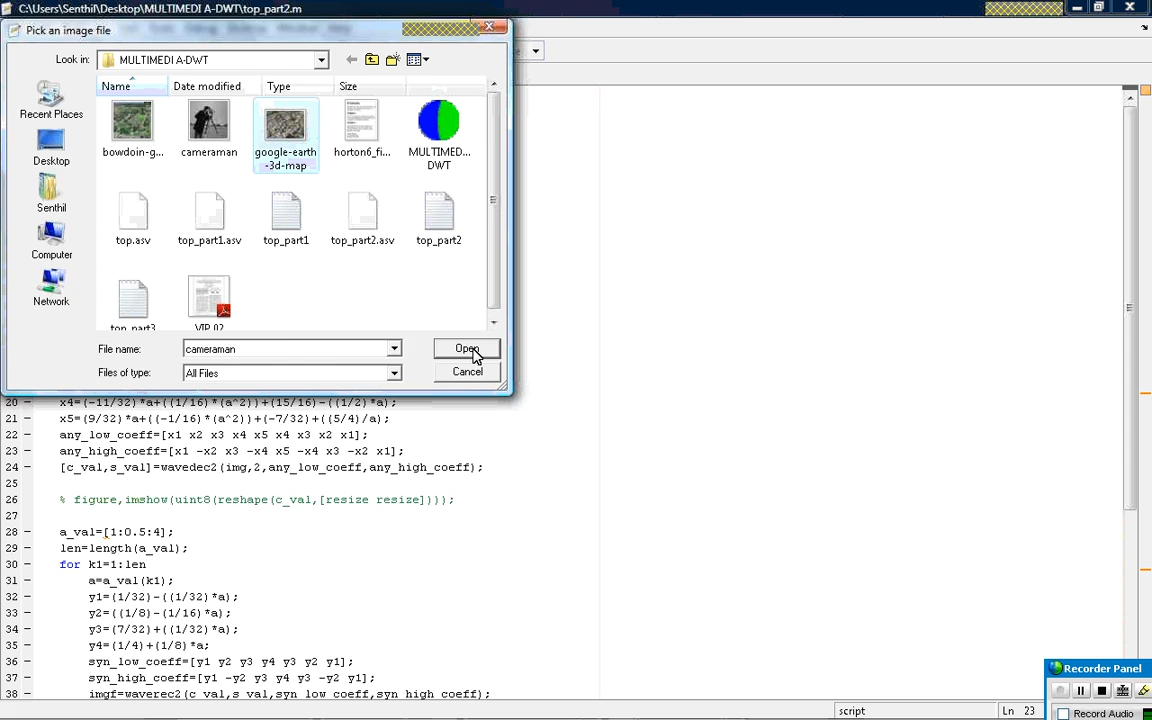 C:\Users\Senthil\Desktop\MULTIMEDI A-DWT\top_part2.m
Pick an image file
Look in:
MULTIMEDI A-DWT
Name
Date modified
Type
Size
Recent Places
Desktop
Senthil
Computer
Network
bowdoin-g...
cameraman
google-earth
-3d-map
horton6_fi...
MULTIMED...
DWT
top.asv
top_part1.asv
top_part1
top_part2.asv
top_part2
top_part3
VIP 02
File name:
cameraman
Open
Files of type:
All Files
Cancel
20 – x4=(-11/32)*a+((1/16)*(a^2))+(15/16)-((1/2)*a);
21 – x5=(9/32)*a+((-1/16)*(a^2))+(-7/32)+((5/4)/a);
22 – any_low_coeff=[x1 x2 x3 x4 x5 x4 x3 x2 x1];
23 – any_high_coeff=[x1 -x2 x3 -x4 x5 -x4 x3 -x2 x1];
24 – [c_val,s_val]=wavedec2(img,2,any_low_coeff,any_high_coeff);
25
26 % figure,imshow(uint8(reshape(c_val,[resize resize])));
27
28 – a_val=[1:0.5:4];
29 – len=length(a_val);
30 – for k1=1:len
31 – a=a_val(k1);
32 – y1=(1/32)-((1/32)*a);
33 – y2=((1/8)-(1/16)*a);
34 – y3=(7/32)+((1/32)*a);
35 – y4=(1/4)+(1/8)*a;
36 – syn_low_coeff=[y1 y2 y3 y4 y3 y2 y1];
37 – syn_high_coeff=[y1 -y2 y3 y4 y3 -y2 y1];
38 – imgf=waverec2(c_val,s_val,syn_low_coeff,syn_high_coeff);
script
Ln 23
Recorder Panel
Record Audio